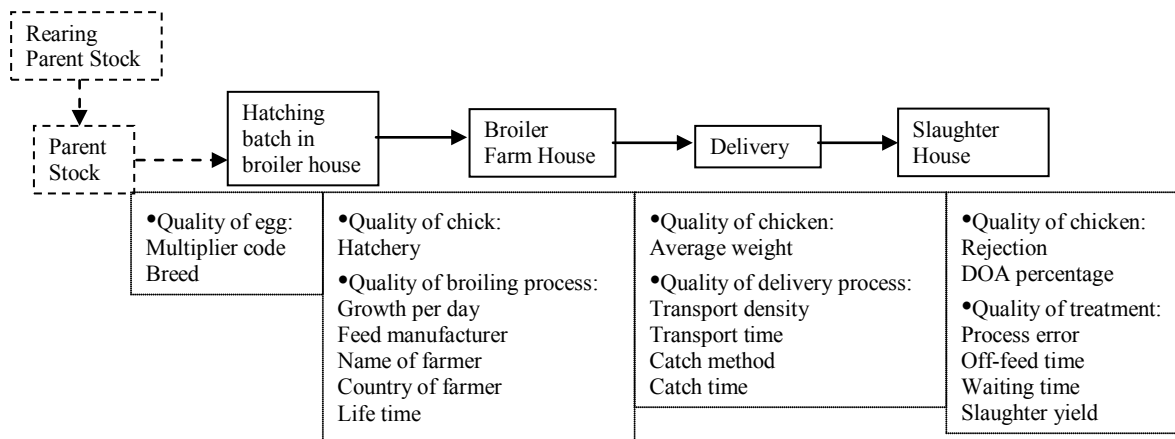 Rearing
Parent Stock
Parent
Stock
Hatching
batch in
broiler house
Broiler
Farm House
Delivery
Slaughter
House
•Quality of egg:
Multiplier code
Breed
•Quality of chick:
Hatchery
•Quality of broiling process:
Growth per day
Feed manufacturer
Name of farmer
Country of farmer
Life time
•Quality of chicken:
Average weight
•Quality of delivery process:
Transport density
Transport time
Catch method
Catch time
•Quality of chicken:
Rejection
DOA percentage
•Quality of treatment:
Process error
Off-feed time
Waiting time
Slaughter yield